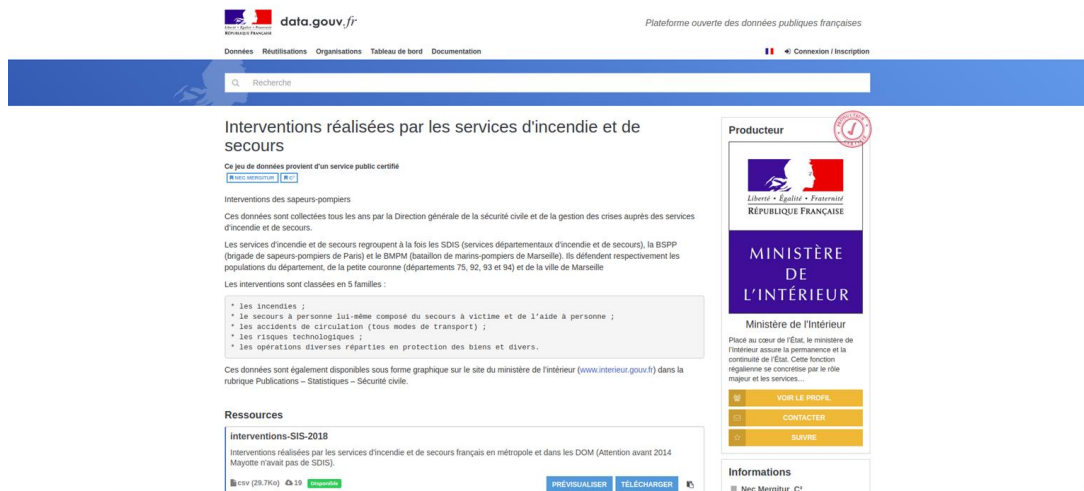 Liberté • Égalité • Fraternité
RÉPUBLIQUE FRANÇAISE
data.gouv.fr
Plateforme ouverte des données publiques françaises
Données Réutilisations Organisations Tableau de bord Documentation
Connexion / Inscription
Recherche
Interventions réalisées par les services d'incendie et de
secours
Ce jeu de données provient d'un service public certifié
NEC MERGITUR C³
Interventions des sapeurs-pompiers
Ces données sont collectées tous les ans par la Direction générale de la sécurité civile et de la gestion des crises auprès des services
d'incendie et de secours.
Les services d'incendie et de secours regroupent à la fois les SDIS (services départementaux d'incendie et de secours), la BSPP
(brigade de sapeurs-pompiers de Paris) et le BMPM (bataillon de marins-pompiers de Marseille). Ils défendent respectivement les
populations du département, de la petite couronne (départements 75, 92, 93 et 94) et de la ville de Marseille
Les interventions sont classées en 5 familles :
* les incendies ;
* le secours à personne lui-même composé du secours à victime et de l'aide à personne ;
* les accidents de circulation (tous modes de transport) ;
* les risques technologiques ;
* les opérations diverses réparties en protection des biens et divers.
Ces données sont également disponibles sous forme graphique sur le site du ministère de l'intérieur (www.interieur.gouv.fr) dans la
rubrique Publications – Statistiques – Sécurité civile.
Ressources
interventions-SIS-2018
Interventions réalisées par les services d'incendie et de secours français en métropole et dans les DOM (Attention avant 2014
Mayotte n'avait pas de SDIS).
csv (29.7Ko) 19 Disponible
PRÉVISUALISER TÉLÉCHARGER
Producteur
Liberté • Égalité • Fraternité
RÉPUBLIQUE FRANÇAISE
MINISTÈRE
DE
L'INTÉRIEUR
Ministère de l'Intérieur
Placé au cœur de l'État, le ministère de
l'Intérieur assure la permanence et la
continuité de l'État. Cette fonction
régalienne se concrétise par le rôle
majeur et les services...
VOIR LE PROFIL
CONTACTER
SUIVRE
Informations
Nec Mergitur, C³